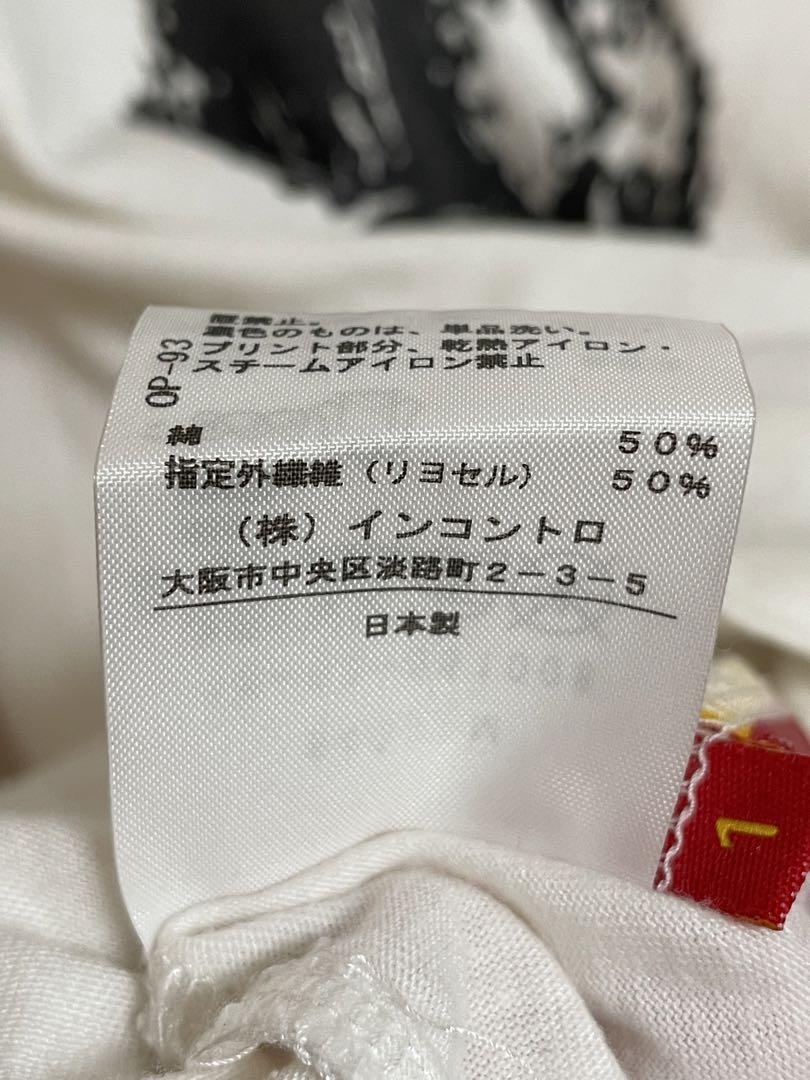 濃色のものは、単品洗い。
プリント部分、乾熱アイロン・
スチームアイロン禁止
OP-93
綿 50%
指定外繊維(リヨセル) 50%
(株)インコントロ
大阪市中央区淡路町2-3-5
日本製
1